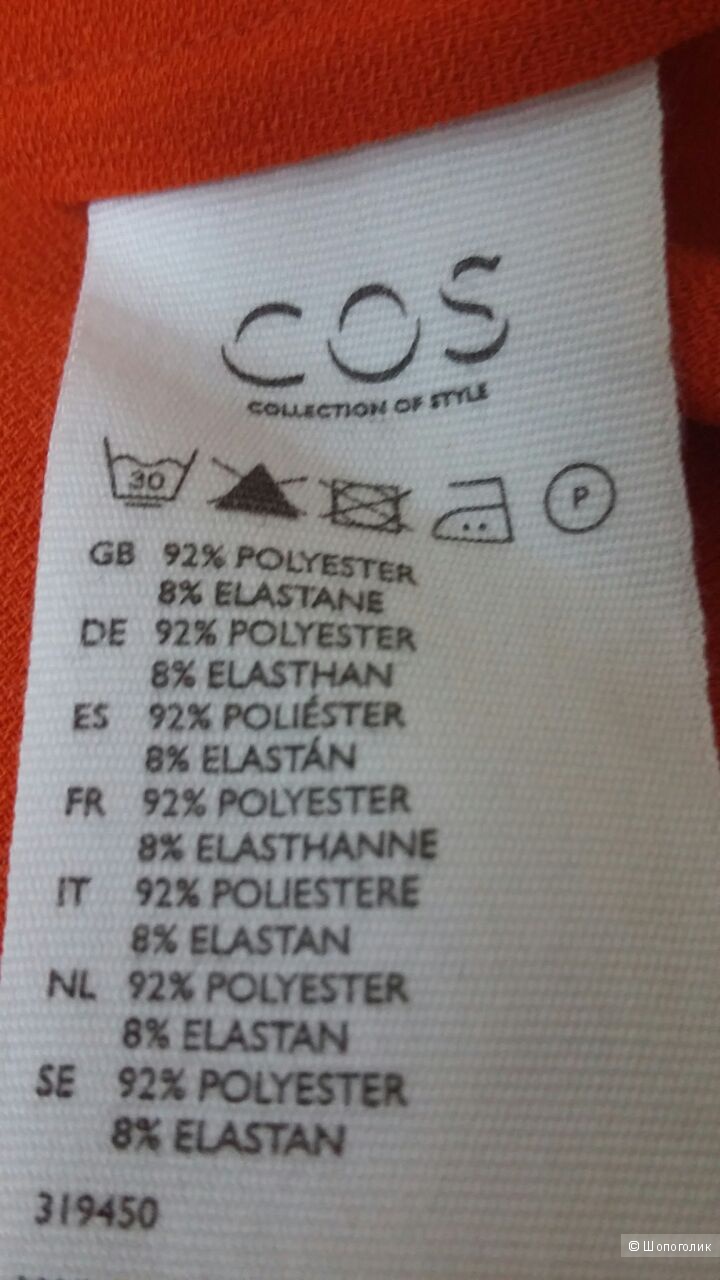 COS
COLLECTION OF STYLE
30
P
GB 92% POLYESTER
8% ELASTANE
DE 92% POLYESTER
8% ELASTHAN
ES 92% POLIÉSTER
8% ELASTÁN
FR 92% POLYESTER
8% ELASTHANNE
IT 92% POLIESTERE
8% ELASTAN
NL 92% POLYESTER
8% ELASTAN
SE 92% POLYESTER
8% ELASTAN
319450
© Шопоголик